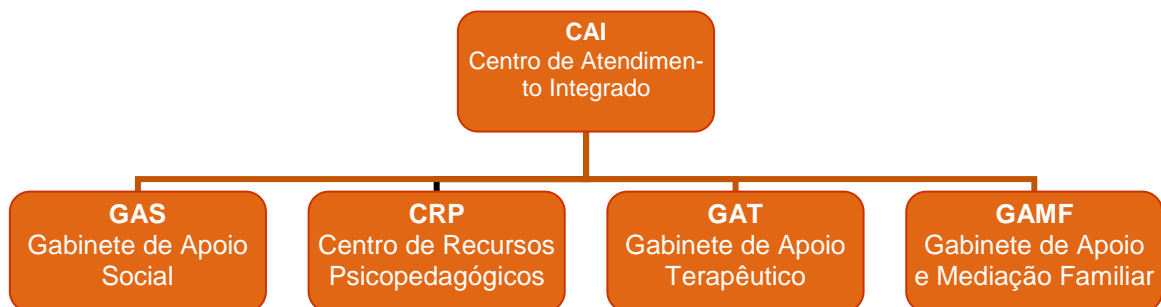 CAI
Centro de Atendimen-
to Integrado
GAS
Gabinete de Apoio
Social
CRP
Centro de Recursos
Psicopedagógicos
GAT
Gabinete de Apoio
Terapêutico
GAMF
Gabinete de Apoio
e Mediação Familiar